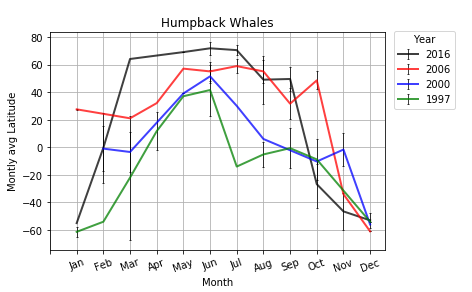 Humpback Whales
Year
2016
2006
2000
1997
Montly avg Latitude
80
60
40
20
0
−20
−40
−60
Jan Feb Mar Apr May Jun Jul Aug Sep Oct Nov Dec
Month